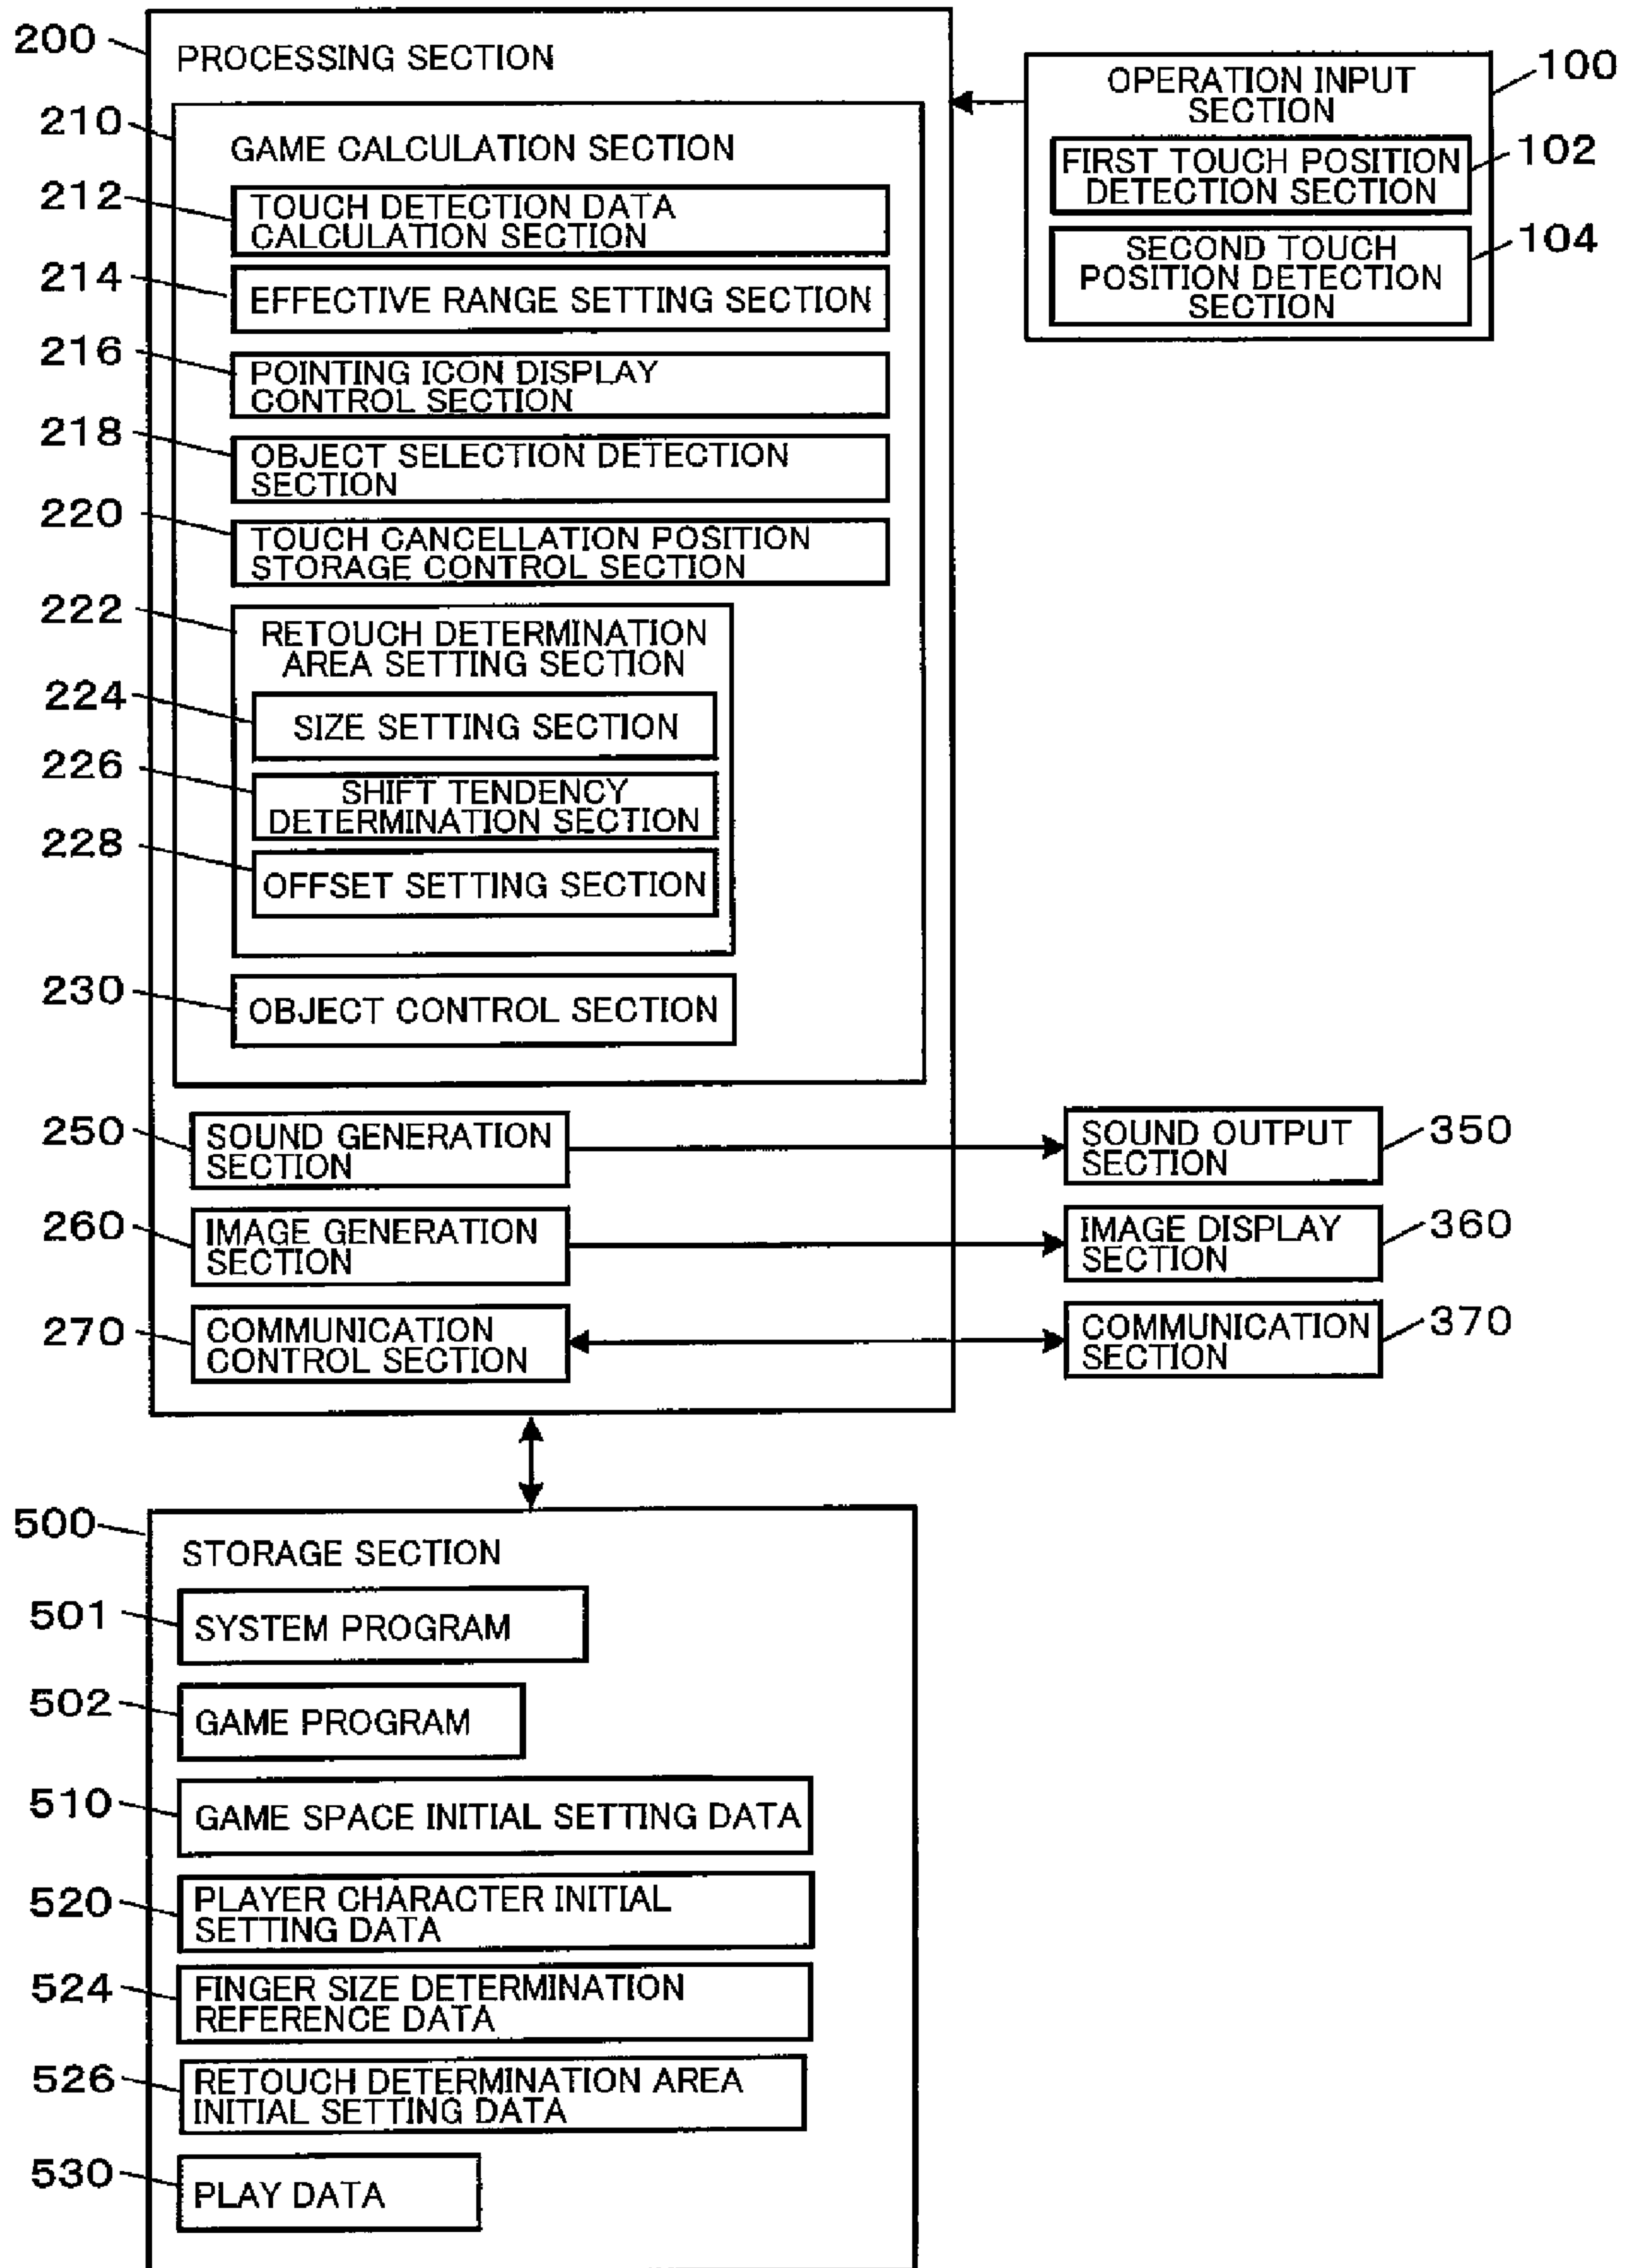 200
PROCESSING SECTION
210
GAME CALCULATION SECTION
212
TOUCH DETECTION DATA
CALCULATION SECTION
214
EFFECTIVE RANGE SETTING SECTION
216
POINTING ICON DISPLAY
CONTROL SECTION
218
OBJECT SELECTION DETECTION
SECTION
220
TOUCH CANCELLATION POSITION
STORAGE CONTROL SECTION
222
RETOUCH DETERMINATION
AREA SETTING SECTION
224
SIZE SETTING SECTION
226
SHIFT TENDENCY
DETERMINATION SECTION
228
OFFSET SETTING SECTION
230
OBJECT CONTROL SECTION
250
SOUND GENERATION
SECTION
260
IMAGE GENERATION
SECTION
270
COMMUNICATION
CONTROL SECTION
OPERATION INPUT
SECTION
100
FIRST TOUCH POSITION
DETECTION SECTION
102
SECOND TOUCH
POSITION DETECTION
SECTION
104
SOUND OUTPUT
SECTION
350
IMAGE DISPLAY
SECTION
360
COMMUNICATION
SECTION
370
500
STORAGE SECTION
501
SYSTEM PROGRAM
502
GAME PROGRAM
510
GAME SPACE INITIAL SETTING DATA
520
PLAYER CHARACTER INITIAL
SETTING DATA
524
FINGER SIZE DETERMINATION
REFERENCE DATA
526
RETOUCH DETERMINATION AREA
INITIAL SETTING DATA
530
PLAY DATA